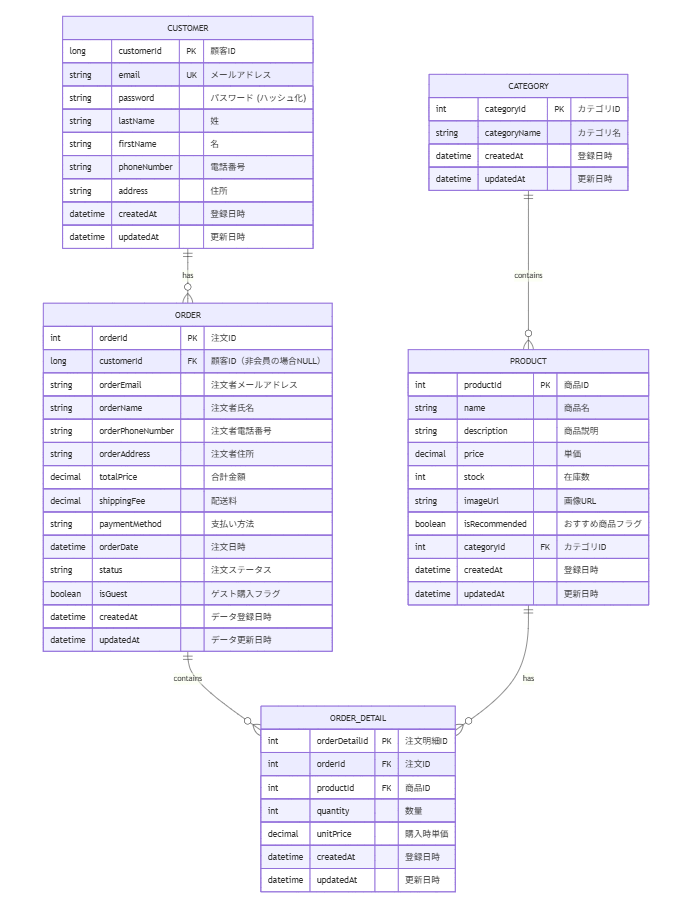 CUSTOMER
long customerId PK 顧客ID
string email UK メールアドレス
string password パスワード (ハッシュ化)
string lastName 姓
string firstName 名
string phoneNumber 電話番号
string address 住所
datetime createdAt 登録日時
datetime updatedAt 更新日時
has
ORDER
int orderId PK 注文ID
long customerId FK 顧客ID（非会員の場合NULL）
string orderEmail 注文者メールアドレス
string orderName 注文者氏名
string orderPhoneNumber 注文者電話番号
string orderAddress 注文者住所
decimal totalPrice 合計金額
decimal shippingFee 配送料
string paymentMethod 支払い方法
datetime orderDate 注文日時
string status 注文ステータス
boolean isGuest ゲスト購入フラグ
datetime createdAt データ登録日時
datetime updatedAt データ更新日時
contains
CATEGORY
int categoryId PK カテゴリID
string categoryName カテゴリ名
datetime createdAt 登録日時
datetime updatedAt 更新日時
contains
PRODUCT
int productId PK 商品ID
string name 商品名
string description 商品説明
decimal price 単価
int stock 在庫数
string imageUrl 画像URL
boolean isRecommended おすすめ商品フラグ
int categoryId FK カテゴリID
datetime createdAt 登録日時
datetime updatedAt 更新日時
has
ORDER_DETAIL
int orderDetailId PK 注文明細ID
int orderId FK 注文ID
int productId FK 商品ID
int quantity 数量
decimal unitPrice 購入時単価
datetime createdAt 登録日時
datetime updatedAt 更新日時